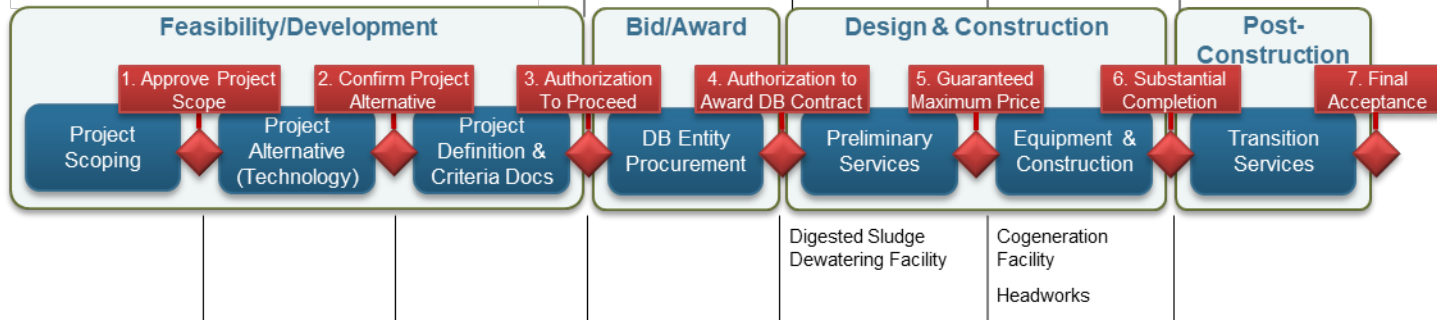 Feasibility/Development
Bid/Award
Design & Construction
Post-
Construction
1. Approve Project
Scope
2. Confirm Project
Alternative
3. Authorization
To Proceed
4. Authorization to
Award DB Contract
5. Guaranteed
Maximum Price
6. Substantial
Completion
7. Final
Acceptance
Project
Scoping
Project
Alternative
(Technology)
Project
Definition &
Criteria Docs
DB Entity
Procurement
Preliminary
Services
Equipment &
Construction
Transition
Services
Digested Sludge
Dewatering Facility
Cogeneration
Facility
Headworks